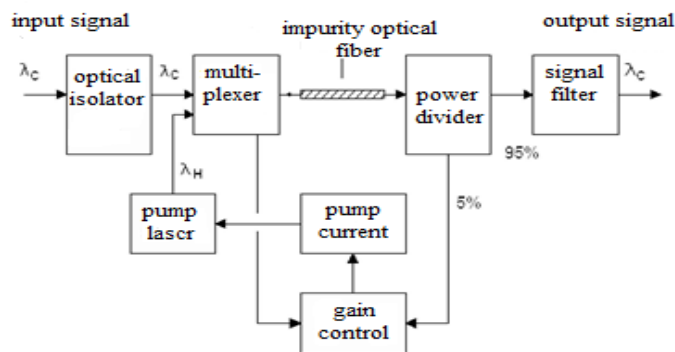 input signal
output signal
impurity optical
fiber
λC
optical
isolator
λC
multi-
plexer
power
divider
signal
filter
λC
95%
λH
5%
pump
lascr
pump
current
gain
control